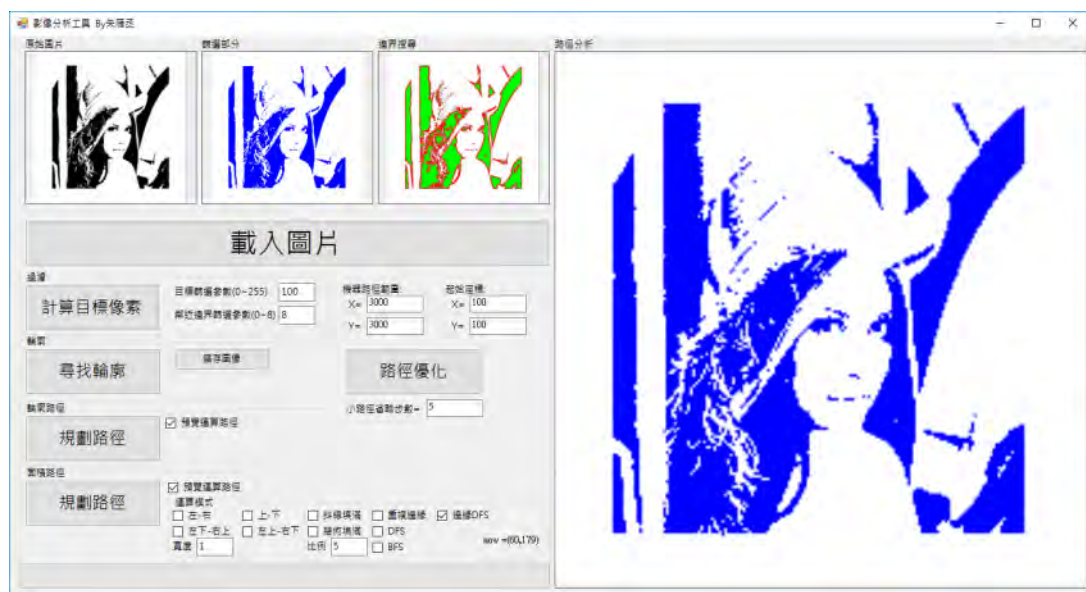 影像分析工具 By朱
原始圖片
篩選部分
邊界搜尋
路徑分析
載入圖片
過濾
計算目標像素
目標篩選參數(0~255) 100
鄰近邊界篩選參數(0~8) 8
機器路徑範圍:
X= 3000
Y= 3000
起始座標:
X= 100
Y= 100
輪廓
尋找輪廓
儲存圖像
路徑優化
小路徑省略步數= 5
輪廓路徑
規劃路徑
預覽運算路徑
面積路徑
規劃路徑
預覽運算路徑
運算模式
左-右
上-下
斜線填滿
重複邊緣
邊緣DFS
左下-右上
左上-右下
填滿
DFS
寬度 1
比例 5
BFS
now =(60,179)